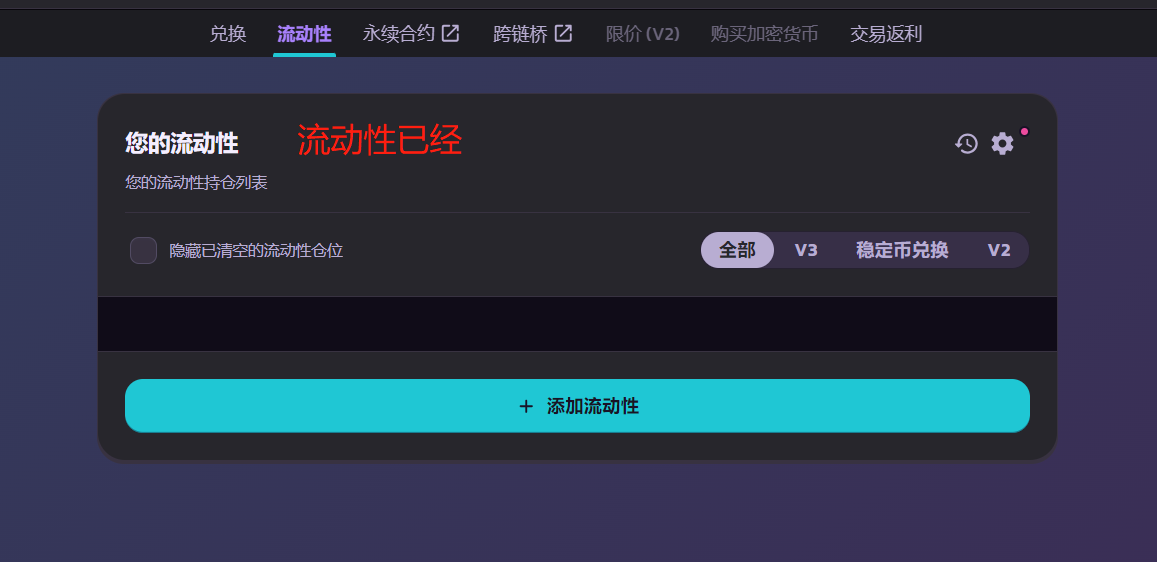 兑换 流动性 永续合约 跨链桥 限价 (V2) 购买加密货币 交易返利
您的流动性 流动性已经
您的流动性持仓列表
隐藏已清空的流动性仓位 全部 V3 稳定币兑换 V2
+ 添加流动性